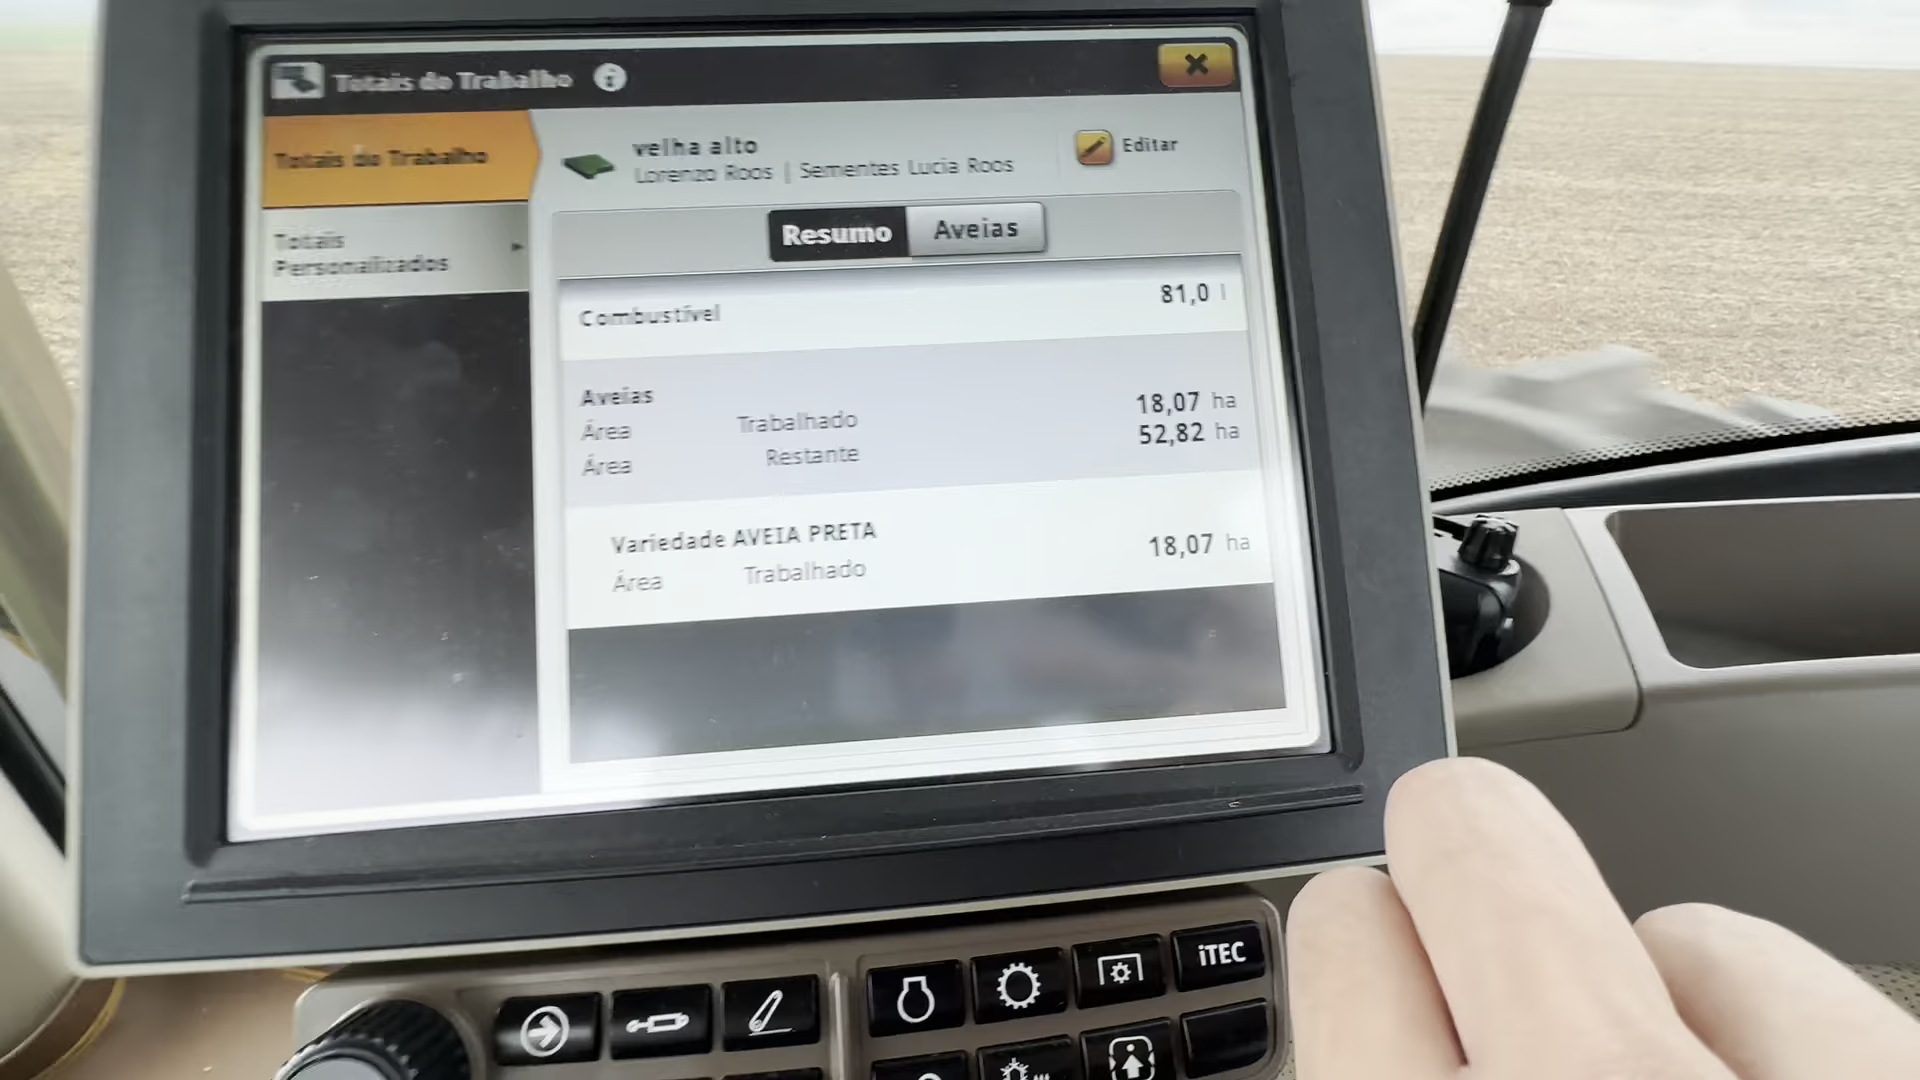 Totais do Trabalho
Totais do Trabalho
Totais
Personalizados
velha alto
Lorenzo Roos | Sementes Lucia Roos
Editar
Resumo
Aveias
Combustível 81,0 l
Aveias
Área Trabalhado 18,07 ha
Área Restante 52,82 ha
Variedade AVEIA PRETA
Área Trabalhado 18,07 ha
iTEC